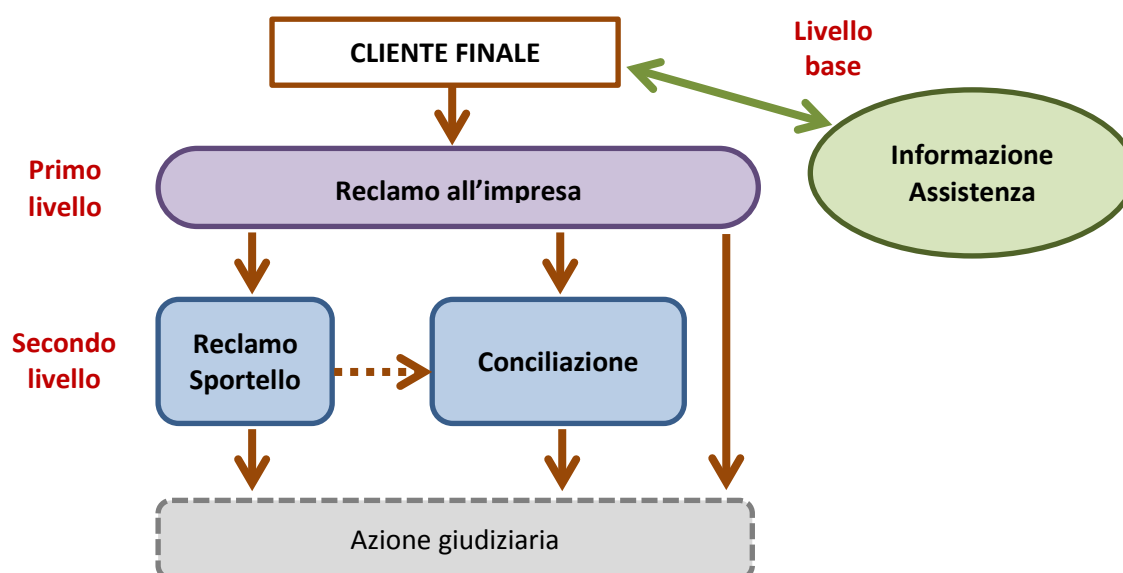 CLIENTE FINALE
Livello
base
Informazione
Assistenza
Primo
livello
Reclamo all’impresa
Secondo
livello
Reclamo
Sportello
Conciliazione
Azione giudiziaria